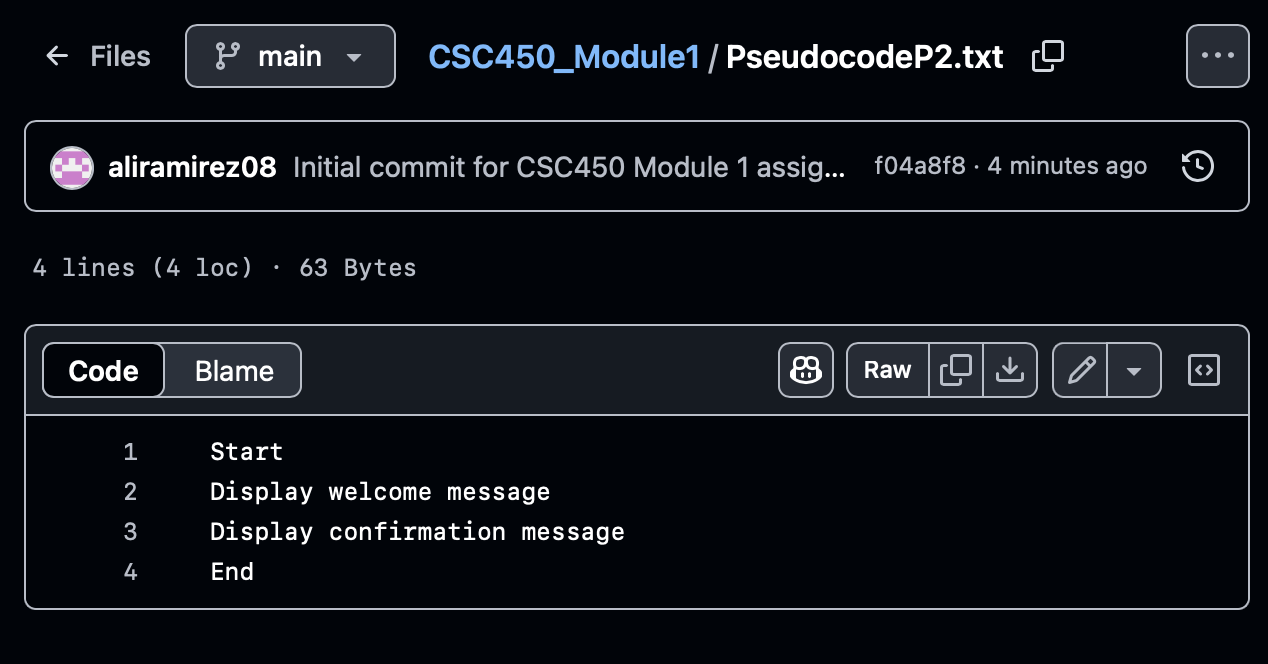 Files main CSC450_Module1 / PseudocodeP2.txt
aliramirez08 Initial commit for CSC450 Module 1 assig... f04a8f8 · 4 minutes ago
4 lines (4 loc) · 63 Bytes
Code Blame Raw
1 Start
2 Display welcome message
3 Display confirmation message
4 End